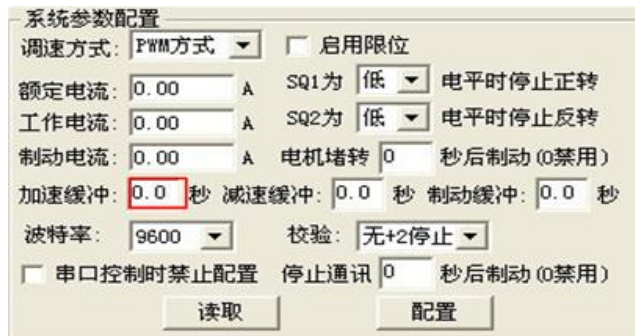 系统参数配置
调速方式: PWM方式 启用限位
额定电流: 0.00 A SQ1为 低 电平时停止正转
工作电流: 0.00 A SQ2为 低 电平时停止反转
制动电流: 0.00 A 电机堵转 0 秒后制动(0禁用)
加速缓冲: 0.0 秒 减速缓冲: 0.0 秒 制动缓冲: 0.0 秒
波特率: 9600 校验: 无+2停止
串口控制时禁止配置 停止通讯 0 秒后制动(0禁用)
读取 配置